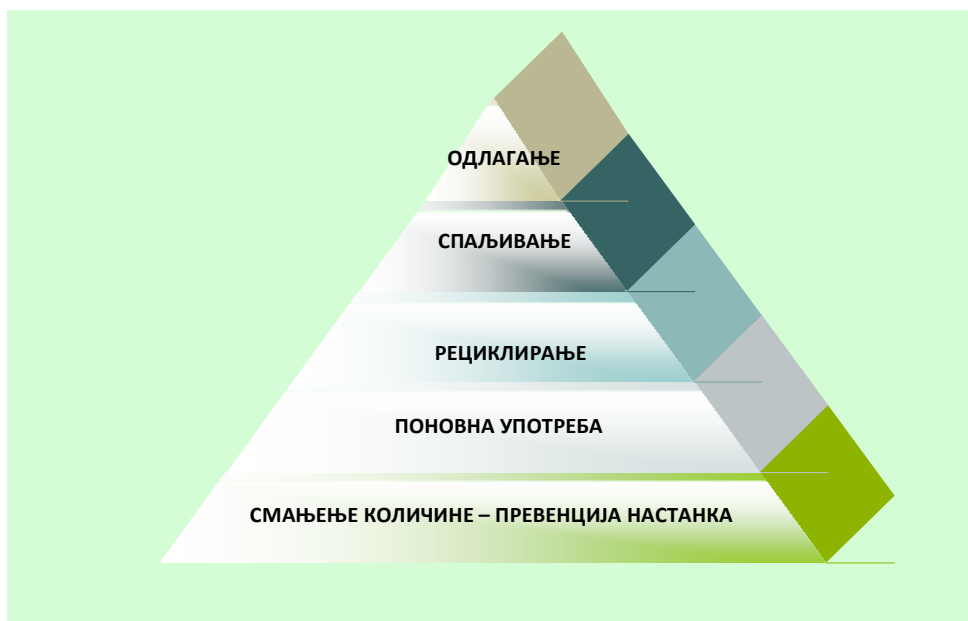 ОДЛАГАЊЕ
СПАЉИВАЊЕ
РЕЦИКЛИРАЊЕ
ПОНОВНА УПОТРЕБА
СМАЊЕЊЕ КОЛИЧИНЕ – ПРЕВЕНЦИЈА НАСТАНКА